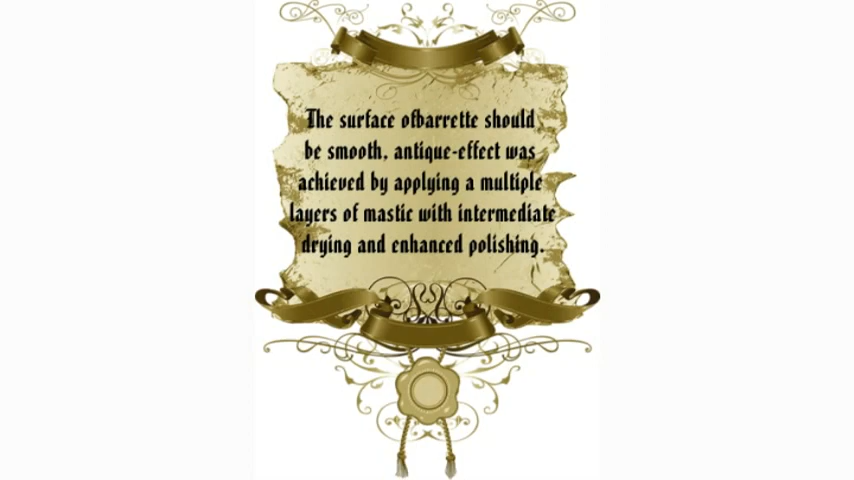 The surface ofbarrette should
be smooth, antique-effect was
achieved by applying a multiple
layers of mastic with intermediate
drying and enhanced polishing.